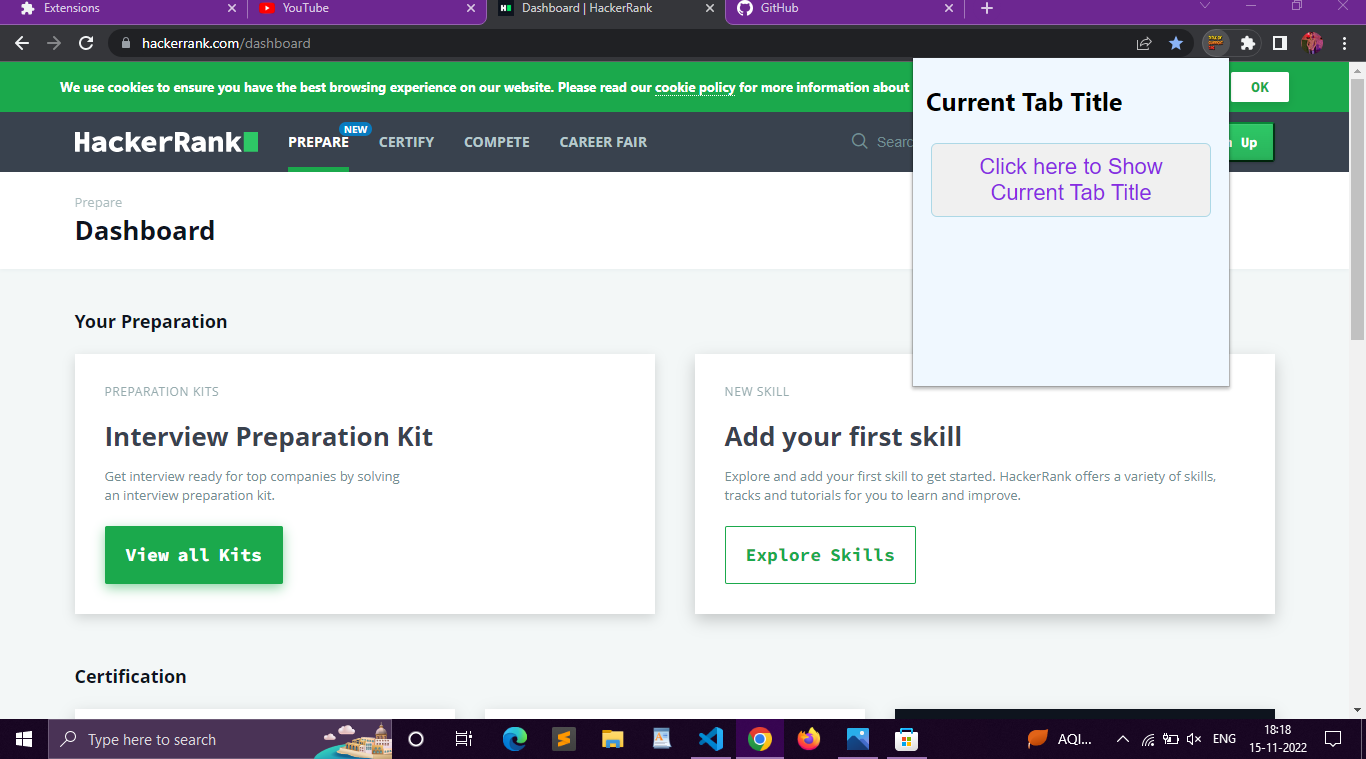 Extensions
YouTube
Dashboard | HackerRank
GitHub
hackerrank.com/dashboard
We use cookies to ensure you have the best browsing experience on our website. Please read our cookie policy for more information about
OK
Current Tab Title
Click here to Show
Current Tab Title
HackerRank
PREPARE
NEW
CERTIFY
COMPETE
CAREER FAIR
Searc
Up
Prepare
Dashboard
Your Preparation
PREPARATION KITS
Interview Preparation Kit
Get interview ready for top companies by solving
an interview preparation kit.
View all Kits
NEW SKILL
Add your first skill
Explore and add your first skill to get started. HackerRank offers a variety of skills,
tracks and tutorials for you to learn and improve.
Explore Skills
Certification
Type here to search
AQI...
ENG
18:18
15-11-2022